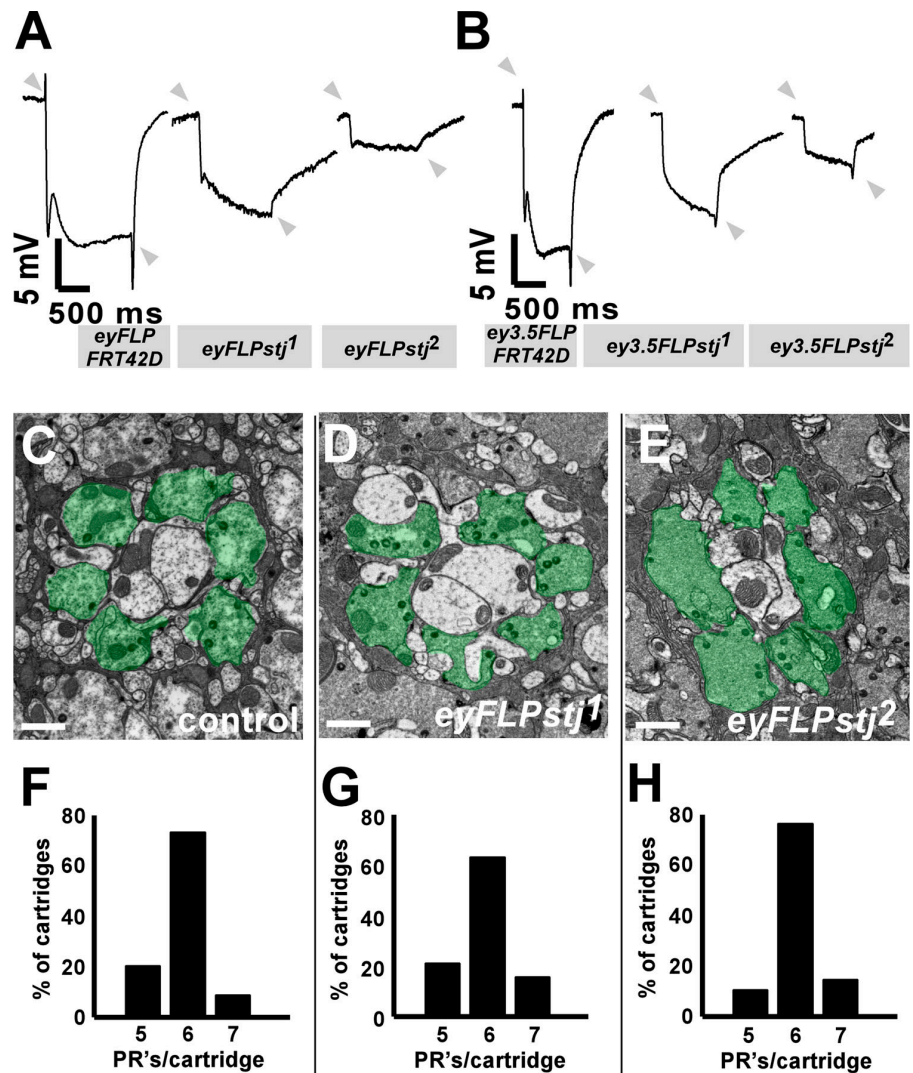 A
B
5 mV
500 ms
5 mV
500 ms
eyFLP
FRT42D
eyFLPstj1
eyFLPstj2
ey3.5FLP
FRT42D
ey3.5FLPstj1
ey3.5FLPstj2
C
control
D
eyFLPstj1
E
eyFLPstj2
F
% of cartridges
80
60
40
20
0
5 6 7
PR's/cartridge
G
% of cartridges
80
60
40
20
0
5 6 7
PR's/cartridge
H
% of cartridges
80
60
40
20
0
5 6 7
PR's/cartridge